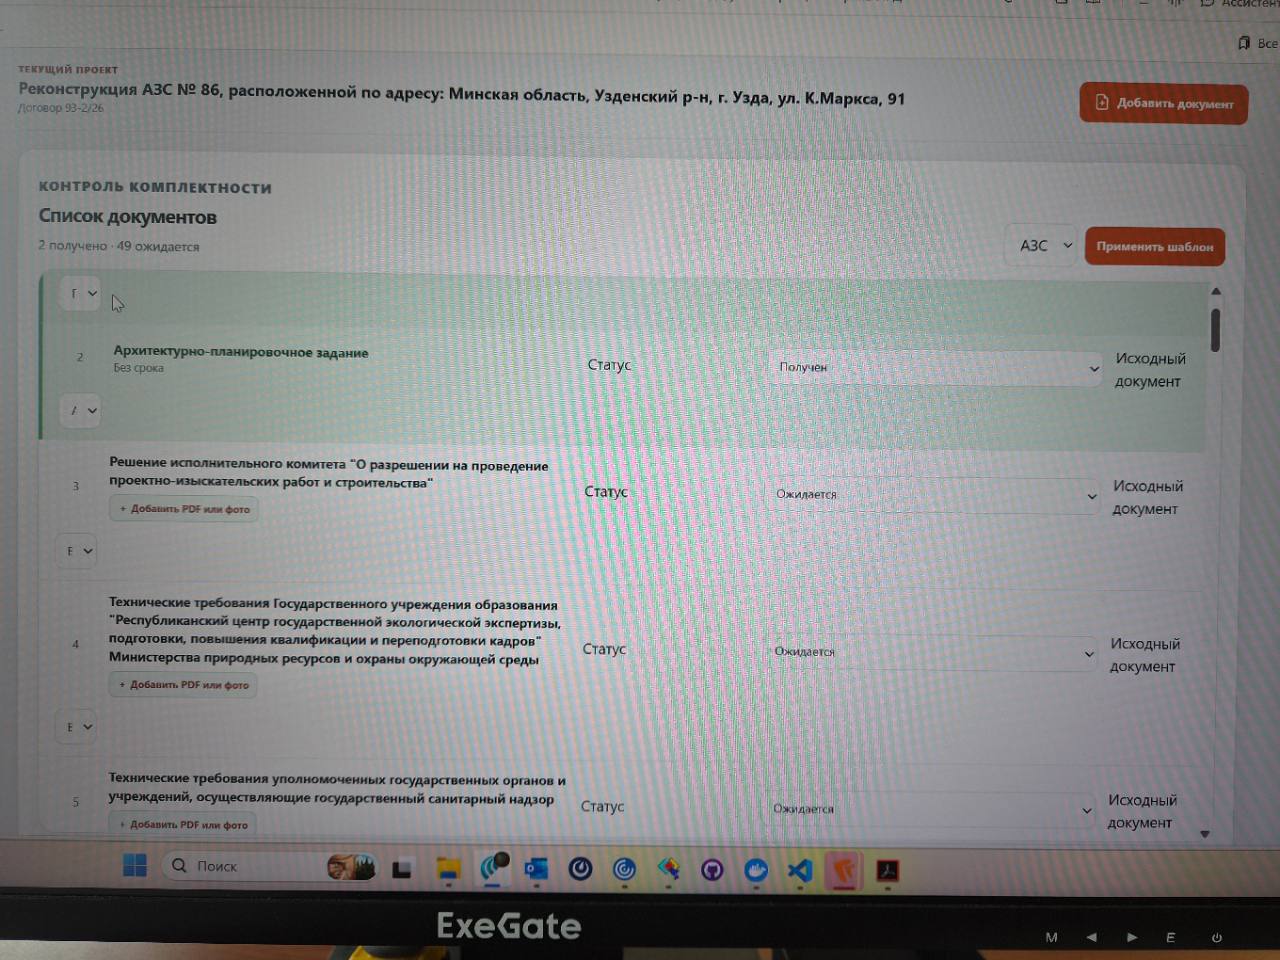 Ассистент
Все
ТЕКУЩИЙ ПРОЕКТ
Реконструкция АЗС № 86, расположенной по адресу: Минская область, Узденский р-н, г. Узда, ул. К.Маркса, 91
Договор 93-2/26
Добавить документ
КОНТРОЛЬ КОМПЛЕКТНОСТИ
Список документов
2 получено · 49 ожидается
АЗС
Применить шаблон
2
Архитектурно-планировочное задание
Без срока
Статус
Получен
Исходный
документ
3
Решение исполнительного комитета "О разрешении на проведение
проектно-изыскательских работ и строительства"
+ Добавить PDF или фото
Статус
Ожидается
Исходный
документ
4
Технические требования Государственного учреждения образования
"Республиканский центр государственной экологической экспертизы,
подготовки, повышения квалификации и переподготовки кадров"
Министерства природных ресурсов и охраны окружающей среды
+ Добавить PDF или фото
Статус
Ожидается
Исходный
документ
5
Технические требования уполномоченных государственных органов и
учреждений, осуществляющие государственный санитарный надзор
+ Добавить PDF или фото
Статус
Ожидается
Исходный
документ
Поиск
ExeGate
M
E